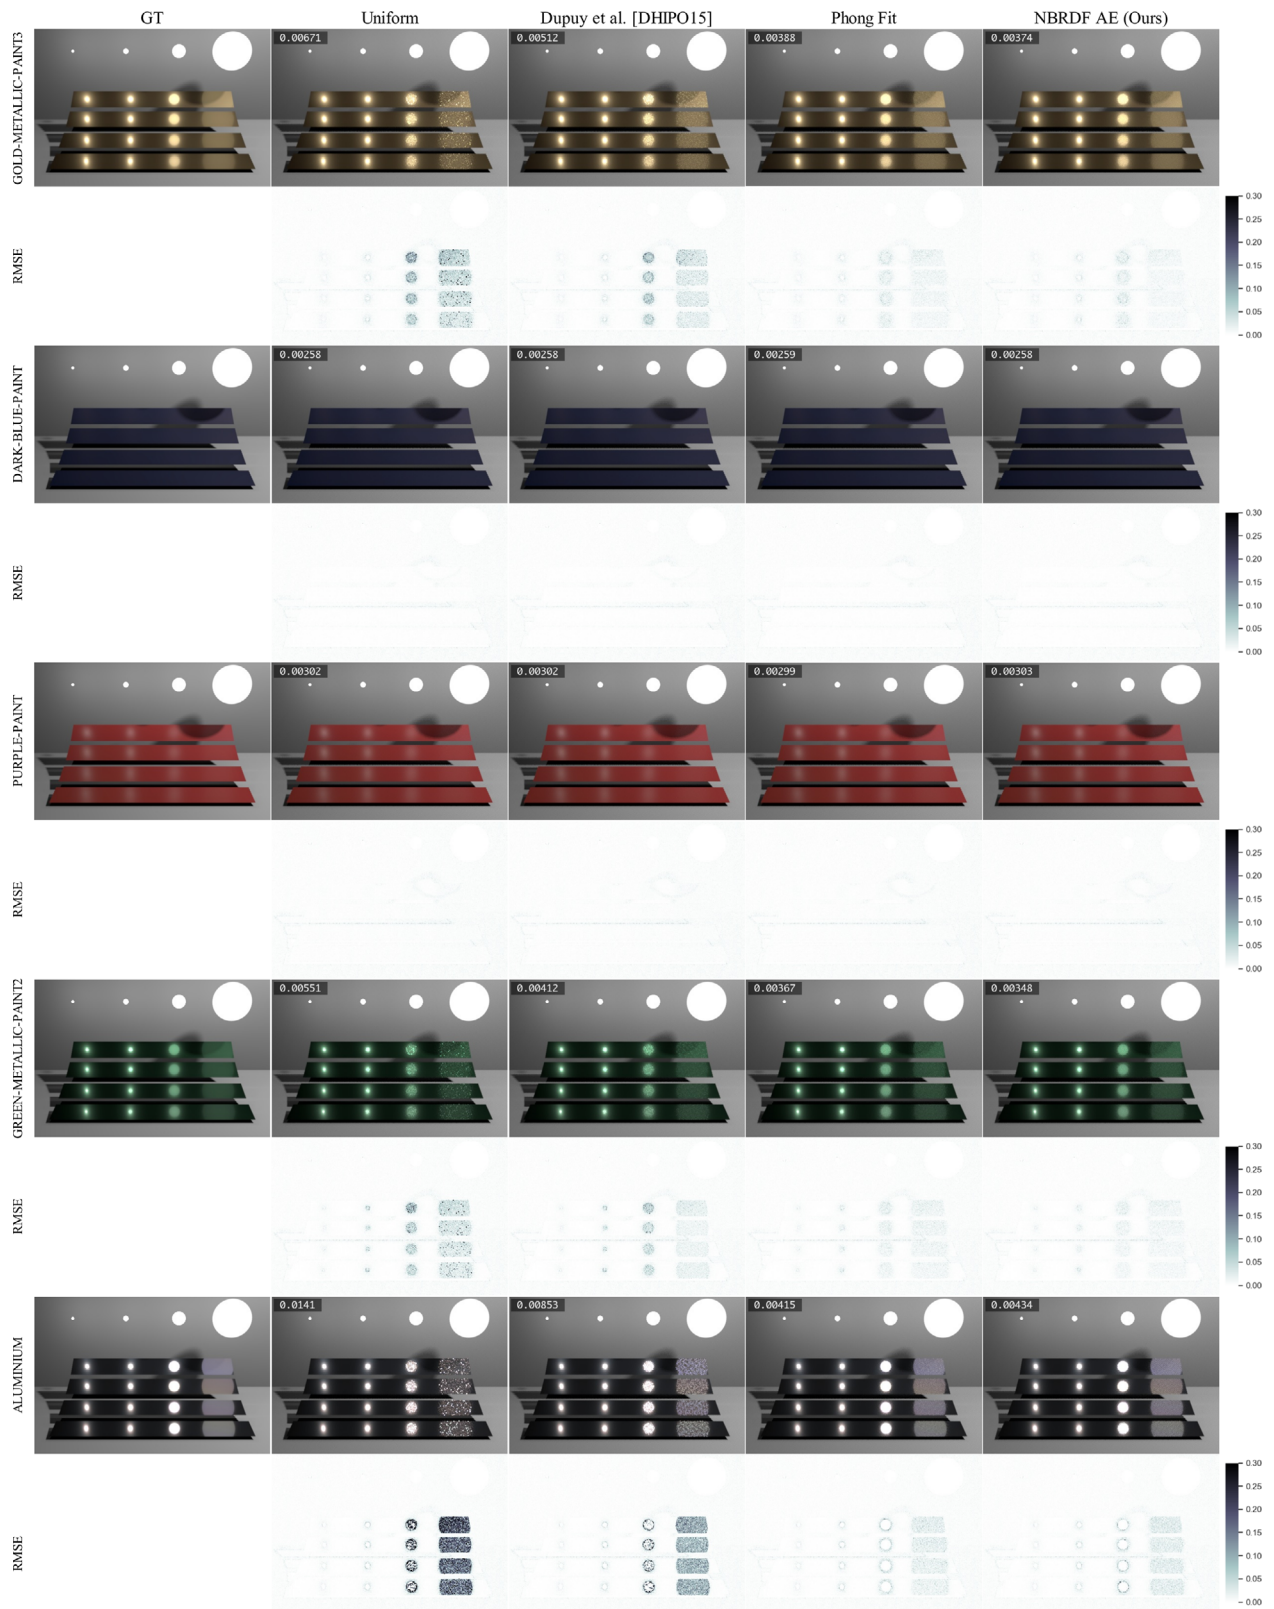 GT Uniform Dupuy et al. [DHIPO15] Phong Fit NBRDF AE (Ours)
GOLD-METALLIC-PAINT3
0.00671 0.00512 0.00388 0.00374
RMSE
0.30
0.25
0.20
0.15
0.10
0.05
0.00
DARK-BLUE-PAINT
0.00258 0.00258 0.00259 0.00258
RMSE
0.30
0.25
0.20
0.15
0.10
0.05
0.00
PURPLE-PAINT
0.00302 0.00302 0.00299 0.00303
RMSE
0.30
0.25
0.20
0.15
0.10
0.05
0.00
GREEN-METALLIC-PAINT2
0.00551 0.00412 0.00367 0.00348
RMSE
0.30
0.25
0.20
0.15
0.10
0.05
0.00
ALUMINIUM
0.0141 0.00853 0.00415 0.00434
RMSE
0.30
0.25
0.20
0.15
0.10
0.05
0.00